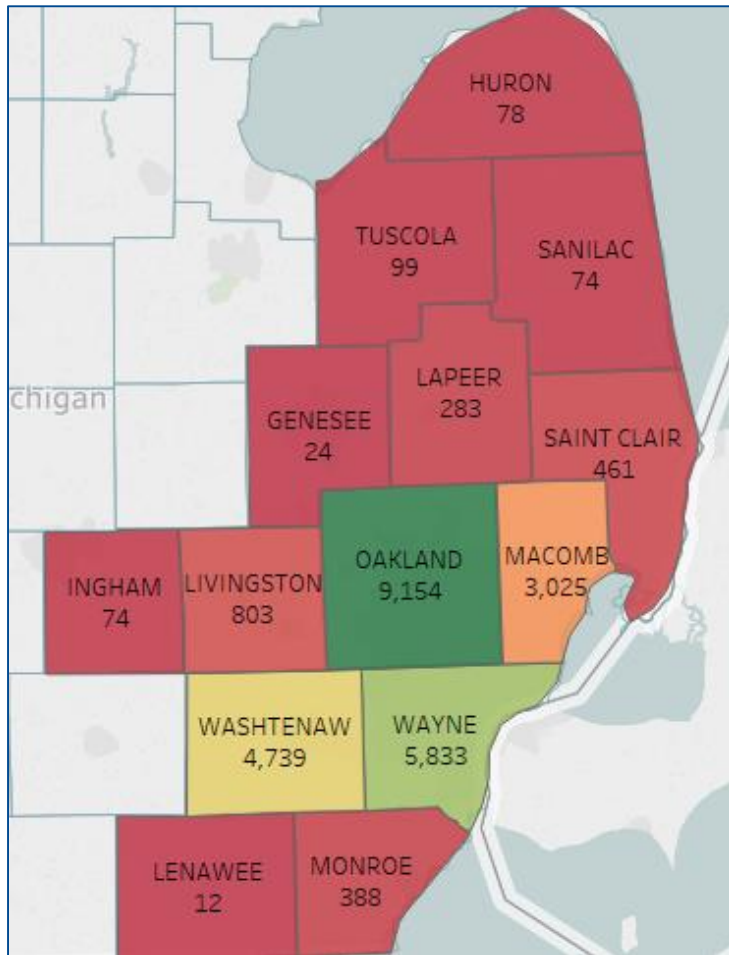 HURON
78
TUSCOLA
99
SANILAC
74
LAPEER
283
chigan
GENESEE
24
SAINT CLAIR
461
OAKLAND
9,154
MACOMB
3,025
INGHAM
74
LIVINGSTON
803
WASHTENAW
4,739
WAYNE
5,833
LENAWEE
12
MONROE
388